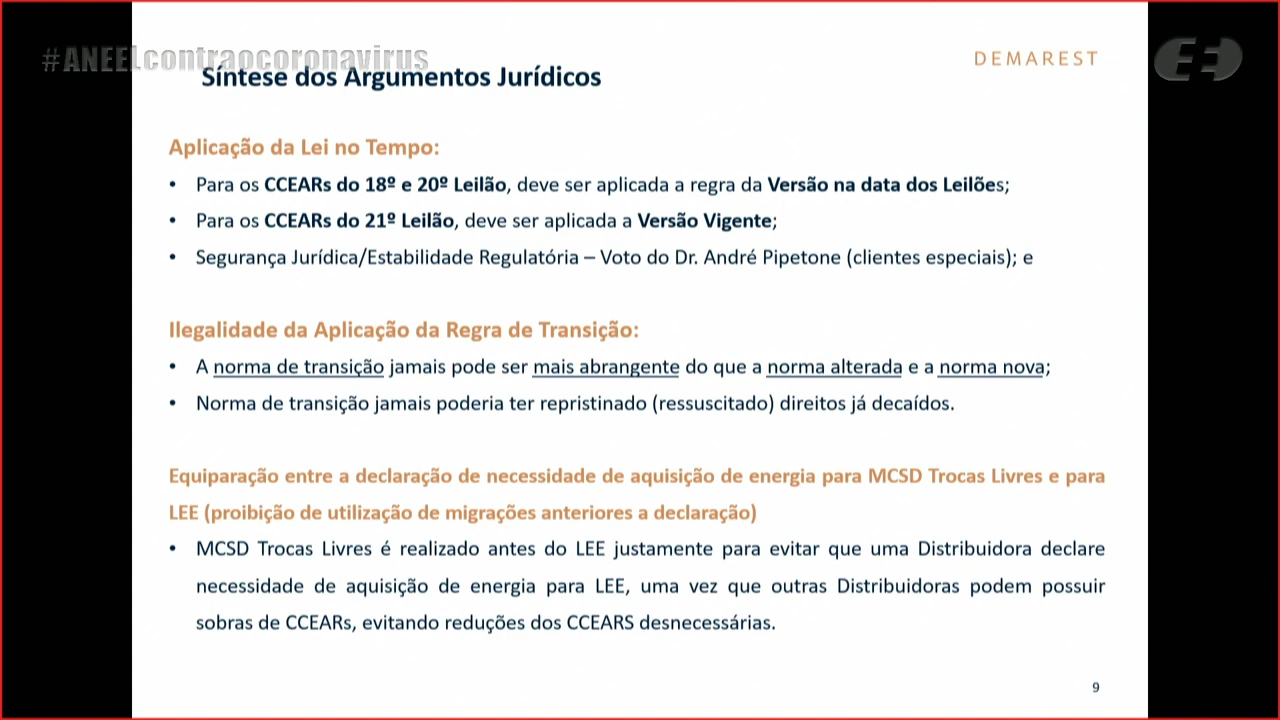 #ANEELcontraocoronavirus
DEMAREST
Síntese dos Argumentos Jurídicos
Aplicação da Lei no Tempo:
• Para os CCEARs do 18º e 20º Leilão, deve ser aplicada a regra da Versão na data dos Leilões;
• Para os CCEARs do 21º Leilão, deve ser aplicada a Versão Vigente;
• Segurança Jurídica/Estabilidade Regulatória – Voto do Dr. André Pipetone (clientes especiais); e
Ilegalidade da Aplicação da Regra de Transição:
• A norma de transição jamais pode ser mais abrangente do que a norma alterada e a norma nova;
• Norma de transição jamais poderia ter repristinado (ressuscitado) direitos já decaídos.
Equiparação entre a declaração de necessidade de aquisição de energia para MCSD Trocas Livres e para
LEE (proibição de utilização de migrações anteriores a declaração)
• MCSD Trocas Livres é realizado antes do LEE justamente para evitar que uma Distribuidora declare
necessidade de aquisição de energia para LEE, uma vez que outras Distribuidoras podem possuir
sobras de CCEARs, evitando reduções dos CCEARS desnecessárias.
9